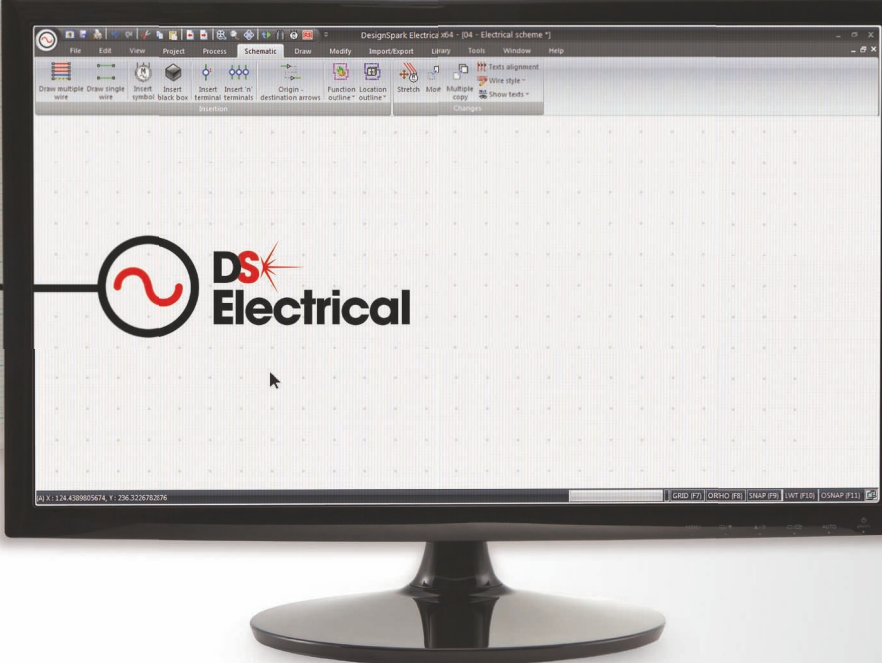 DesignSpark Electrical x64 - [04 - Electrical scheme *]
File Edit View Project Process Schematic Draw Modify Import/Export Library Tools Window Help
Draw multiple wire
Draw single wire
Insert symbol
Insert black box
Insert terminal
Insert 'n' terminals
Origin - destination arrows
Insertion
Function outline
Location outline
Stretch
Multiple copy
Texts alignment
Wire style
Show texts
Changes
DS
Electrical
(A) X : 124.4389805674, Y : 236.3226782876
GRID (F7) ORTHO (F8) SNAP (F9) LWT (F10) OSNAP (F11)